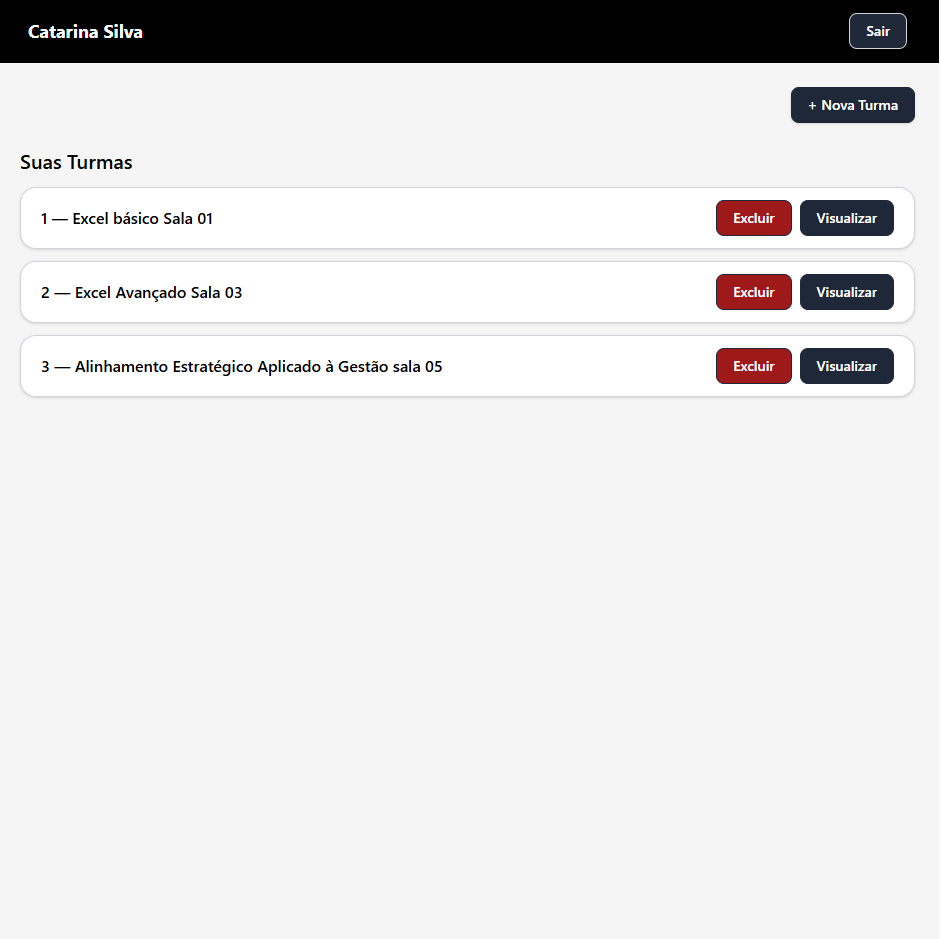 Catarina Silva
Sair
+ Nova Turma
Suas Turmas
1 — Excel básico Sala 01
Excluir
Visualizar
2 — Excel Avançado Sala 03
Excluir
Visualizar
3 — Alinhamento Estratégico Aplicado à Gestão sala 05
Excluir
Visualizar